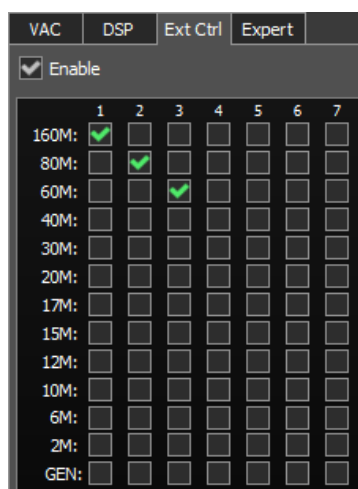 VAC DSP Ext Ctrl Expert
Enable
1 2 3 4 5 6 7
160M:
80M:
60M:
40M:
30M:
20M:
17M:
15M:
12M:
10M:
6M:
2M:
GEN: